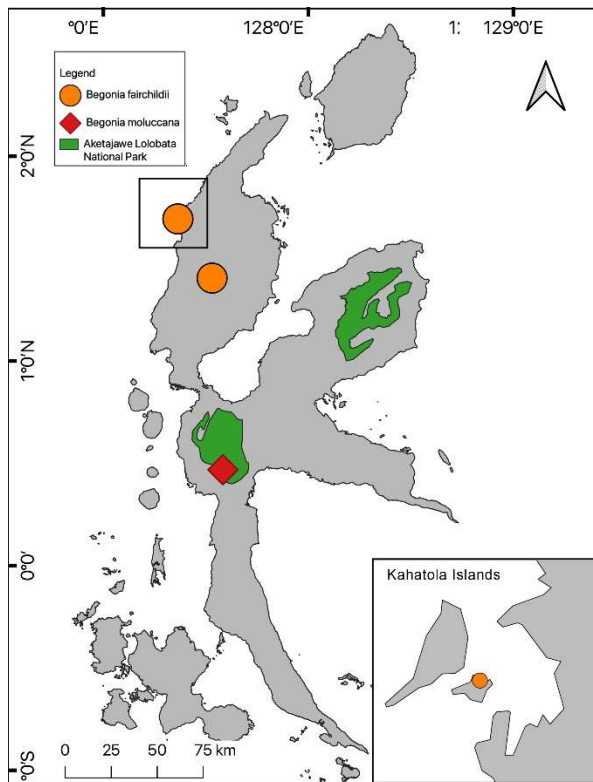 °0'E 128°0'E 1: 129°0'E
Legend
Begonia fairchildii
Begonia moluccana
Aketajawe Lolobata
National Park
2°0'N
1°0'N
0°0'
°0'S
Kahatola Islands
0 25 50 75 km